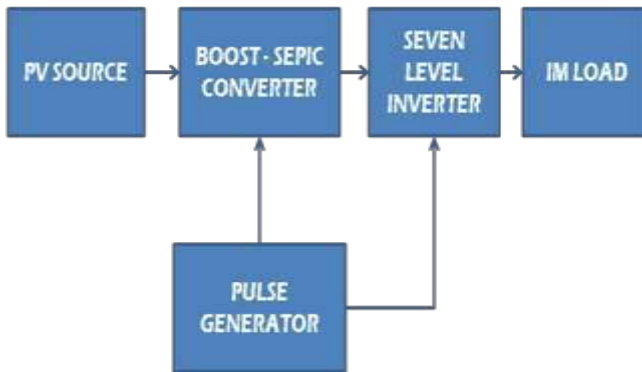 PV SOURCE
BOOST - SEPIC
CONVERTER
SEVEN
LEVEL
INVERTER
IM LOAD
PULSE
GENERATOR